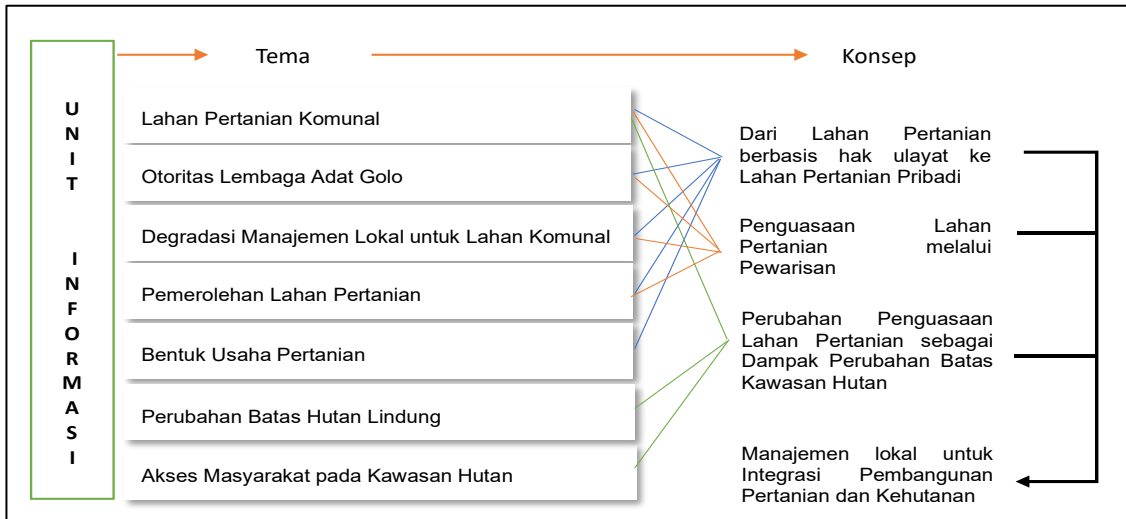 UNIT INFORMASI
Tema
Konsep
Lahan Pertanian Komunal
Otoritas Lembaga Adat Golo
Degradasi Manajemen Lokal untuk Lahan Komunal
Pemerolehan Lahan Pertanian
Bentuk Usaha Pertanian
Perubahan Batas Hutan Lindung
Akses Masyarakat pada Kawasan Hutan
Dari Lahan Pertanian
berbasis hak ulayat ke
Lahan Pertanian Pribadi
Penguasaan Lahan
Pertanian melalui
Pewarisan
Perubahan Penguasaan
Lahan Pertanian sebagai
Dampak Perubahan Batas
Kawasan Hutan
Manajemen lokal untuk
Integrasi Pembangunan
Pertanian dan Kehutanan